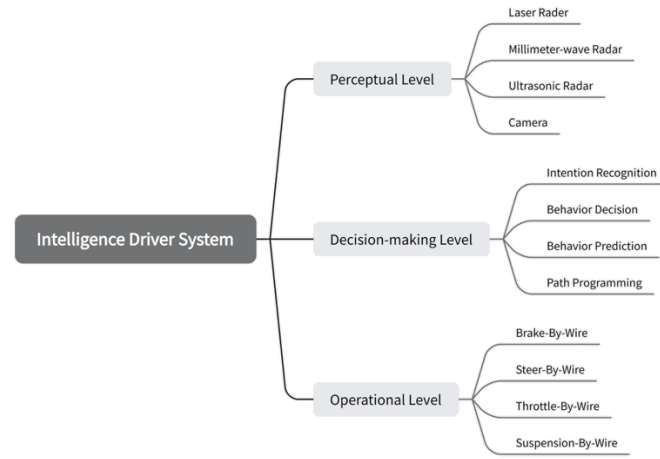 Intelligence Driver System
Perceptual Level
Laser Rader
Millimeter-wave Radar
Ultrasonic Radar
Camera
Decision-making Level
Intention Recognition
Behavior Decision
Behavior Prediction
Path Programming
Operational Level
Brake-By-Wire
Steer-By-Wire
Throttle-By-Wire
Suspension-By-Wire